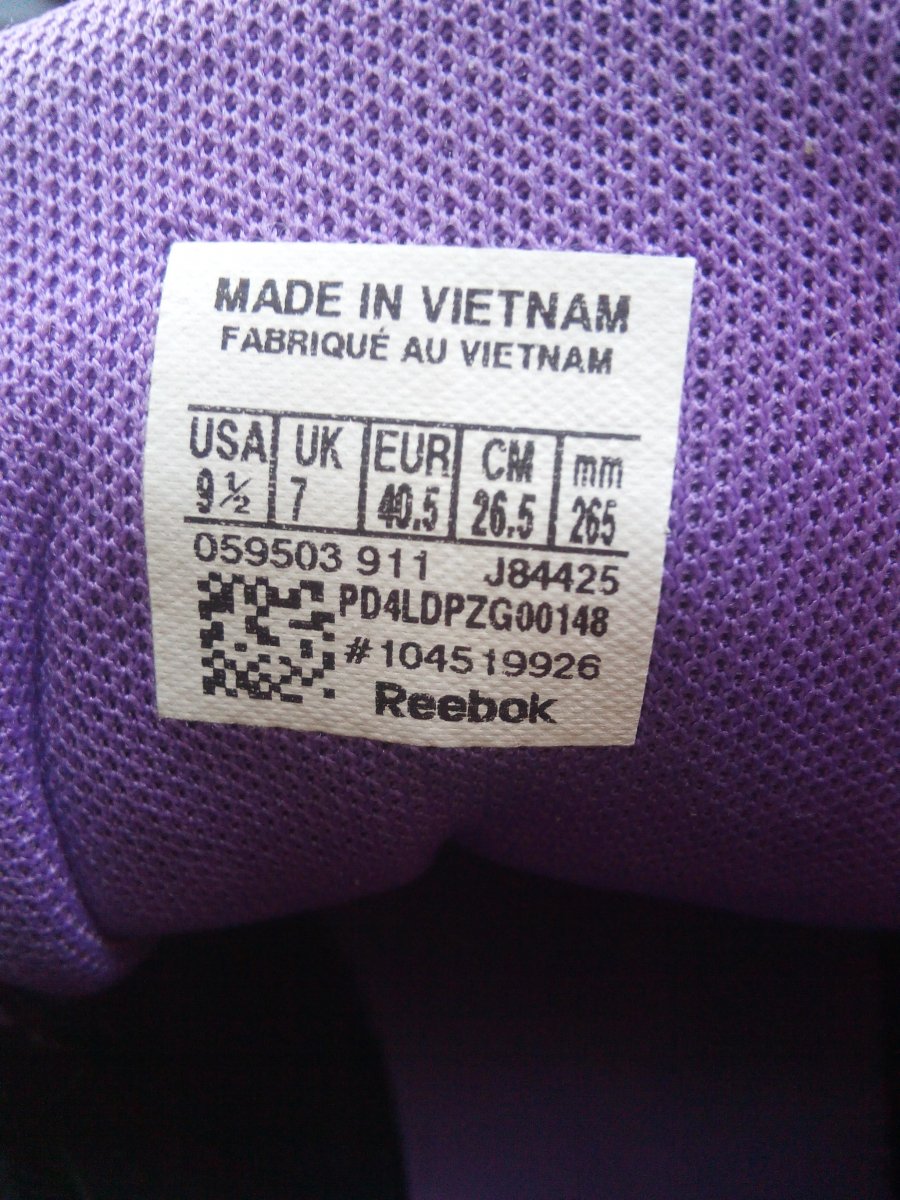 MADE IN VIETNAM
FABRIQUÉ AU VIETNAM
USA UK EUR CM mm
9½ 7 40.5 26.5 265
059503 911 J84425
PD4LDPZG00148
#104519926
Reebok